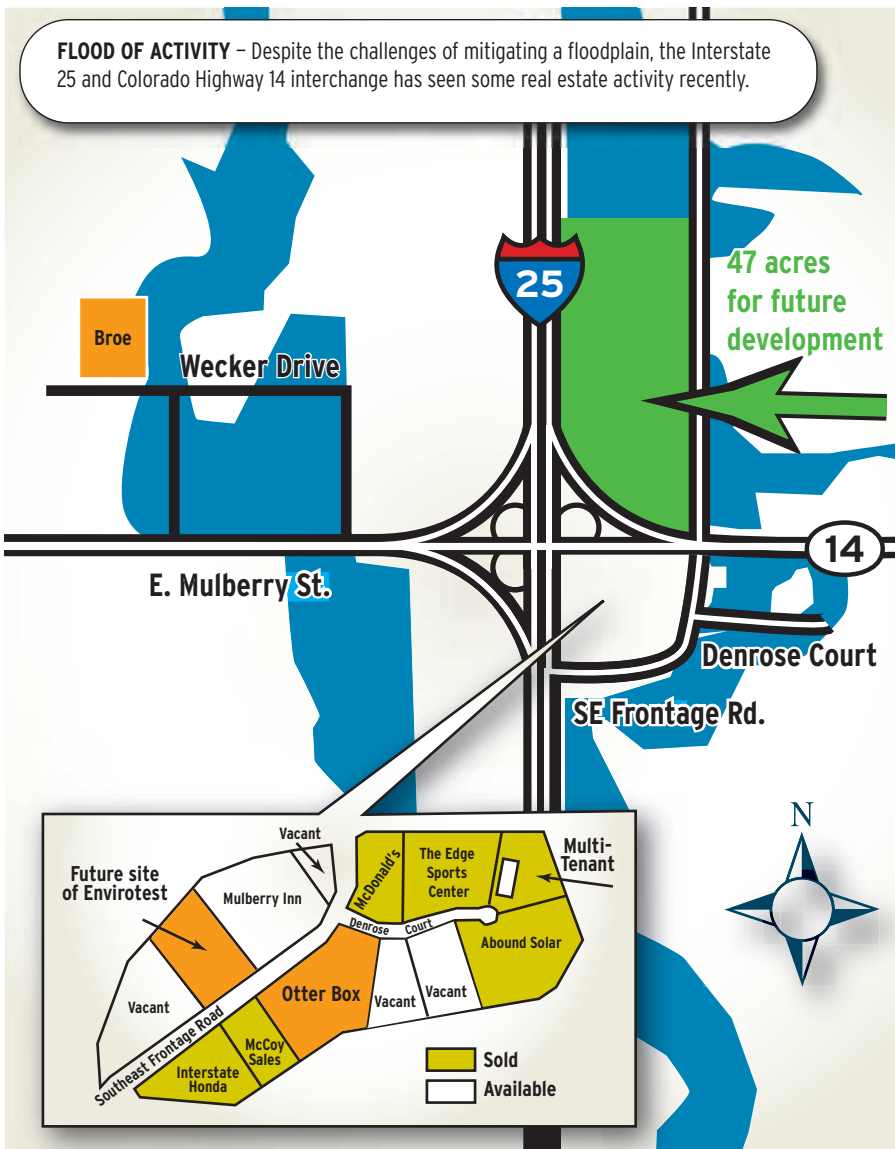 FLOOD OF ACTIVITY – Despite the challenges of mitigating a floodplain, the Interstate
25 and Colorado Highway 14 interchange has seen some real estate activity recently.
25
47 acres
for future
development
Broe
Wecker Drive
14
E. Mulberry St.
Denrose Court
SE Frontage Rd.
N
Vacant
Future site
of Envirotest
Mulberry Inn
McDonald's
The Edge
Sports
Center
Multi-
Tenant
Denrose Court
Abound Solar
Otter Box
Vacant
Vacant
Vacant
Southeast Frontage Road
McCoy
Sales
Interstate
Honda
Sold
Available